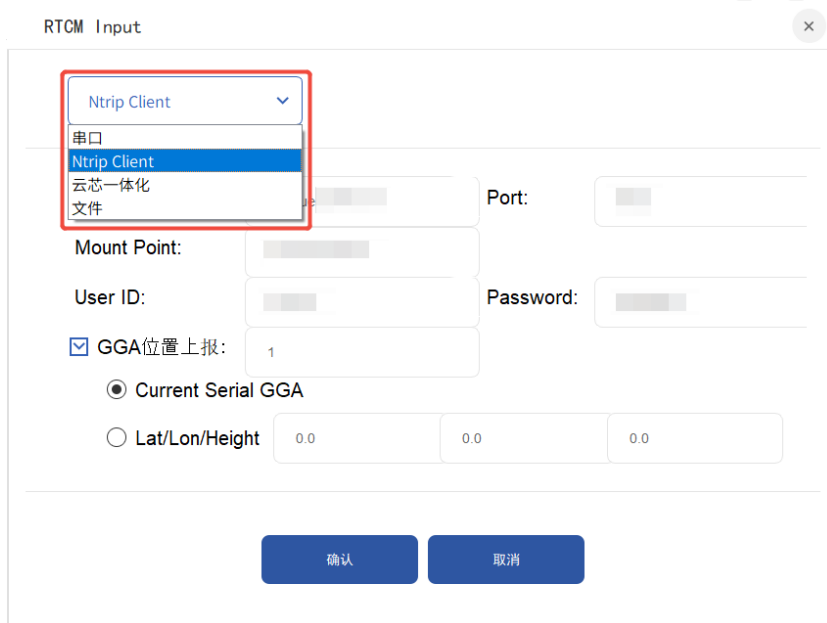 RTCM Input
Ntrip Client
串口
Ntrip Client
云芯一体化
文件
Port:
Mount Point:
User ID:
Password:
GGA位置上报:
1
Current Serial GGA
Lat/Lon/Height
0.0
0.0
0.0
确认
取消